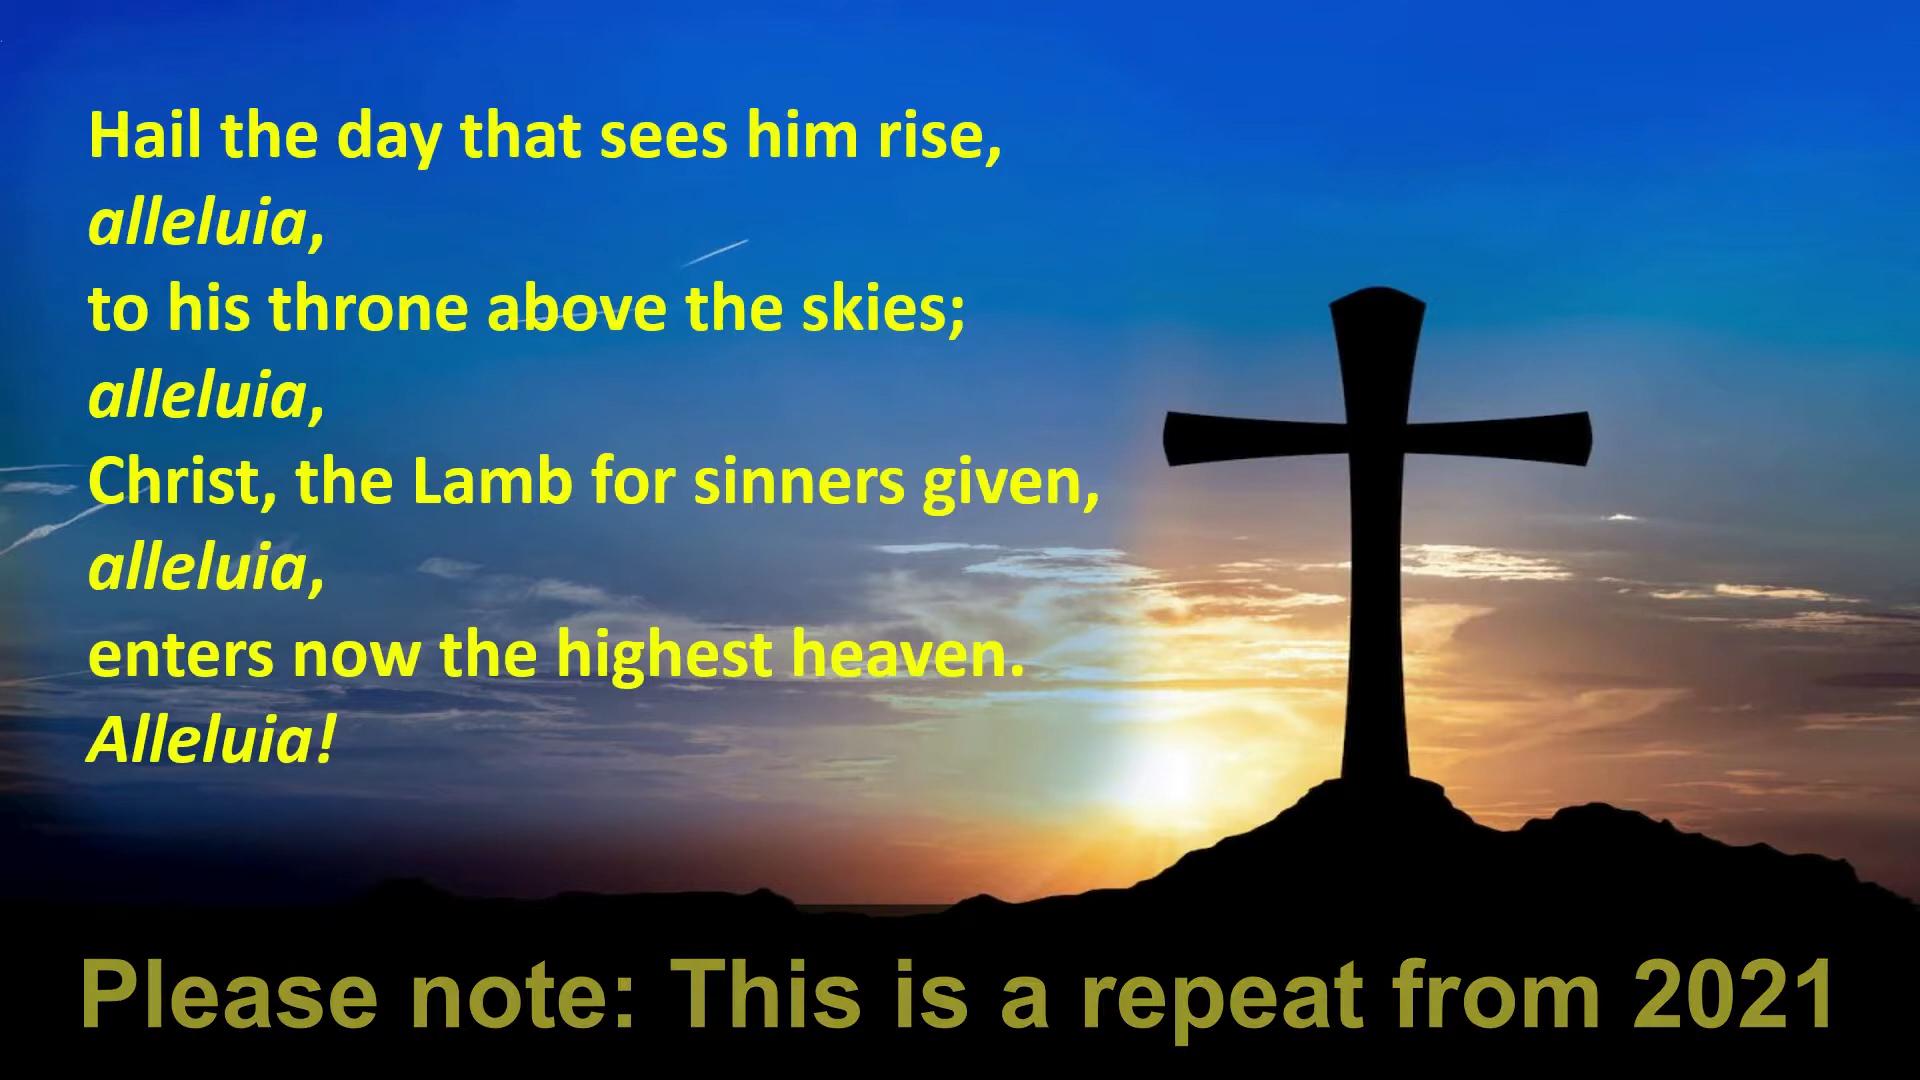 Hail the day that sees him rise,
alleluia,
to his throne above the skies;
alleluia,
Christ, the Lamb for sinners given,
alleluia,
enters now the highest heaven.
Alleluia!
Please note: This is a repeat from 2021